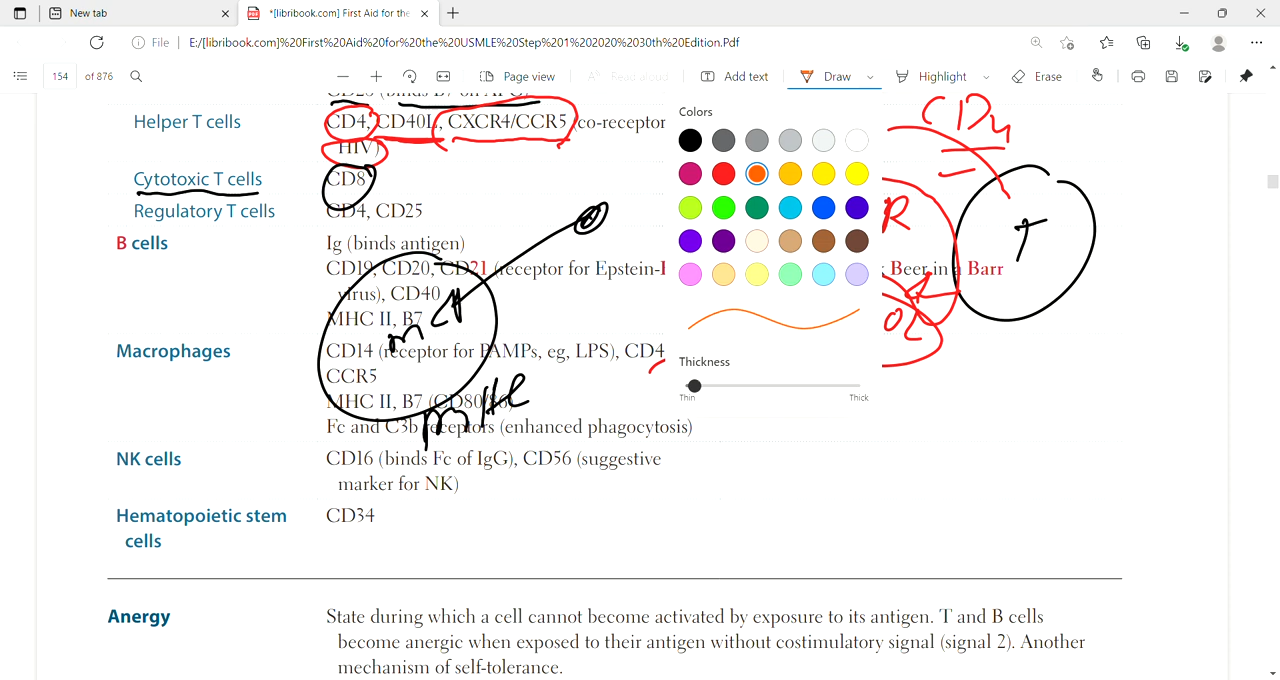 New tab
*[libribook.com] First Aid for the
File
E:/[libribook.com]%20First%20Aid%20for%20the%20USMLE%20Step%201%202020%2030th%20Edition.Pdf
154 of 876
Page view
Read aloud
Add text
Draw
Highlight
Erase
CD28 (binds B7 on APC)
Helper T cells
CD4, CD40L, CXCR4/CCR5 (co-receptor
HIV)
Cytotoxic T cells
CD8
Regulatory T cells
CD4, CD25
B cells
Ig (binds antigen)
CD19, CD20, CD21 (receptor for Epstein-
Beer in a Barr
virus), CD40
MHC II, B7
Macrophages
CD14 (receptor for PAMPs, eg, LPS), CD4
CCR5
MHC II, B7 (CD80/86)
Fc and C3b receptors (enhanced phagocytosis)
NK cells
CD16 (binds Fc of IgG), CD56 (suggestive
marker for NK)
Hematopoietic stem
cells
CD34
Anergy
State during which a cell cannot become activated by exposure to its antigen. T and B cells
become anergic when exposed to their antigen without costimulatory signal (signal 2). Another
mechanism of self-tolerance.
Colors
Thickness
Thin
Thick
CD4
R
T
m